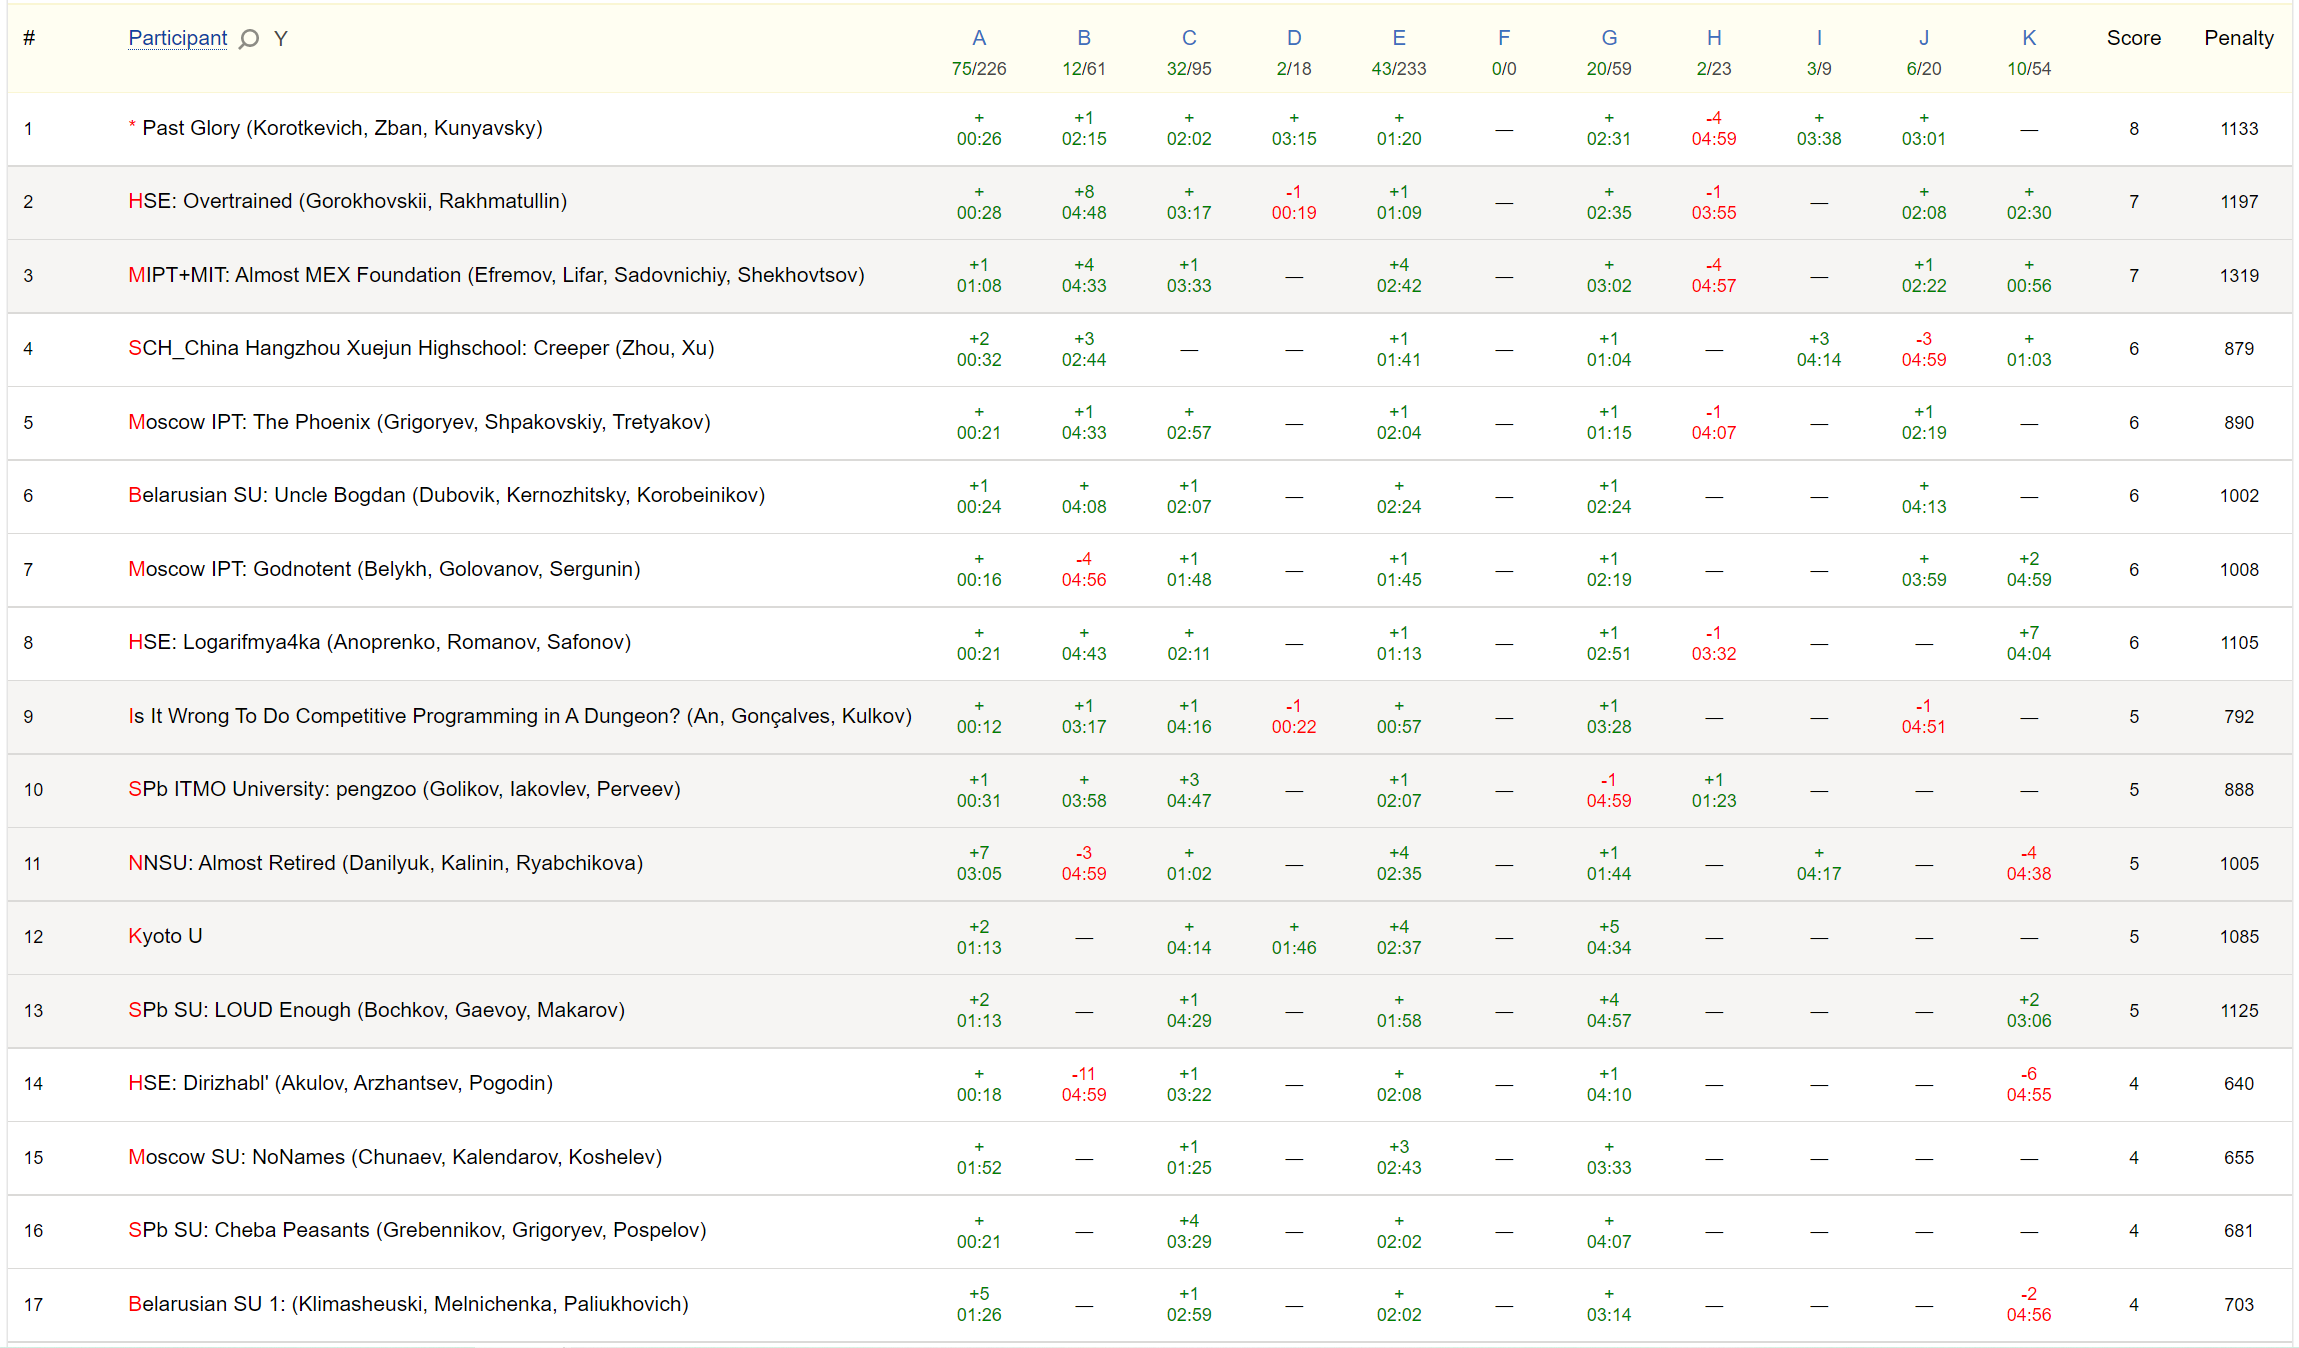 # Participant Y A B C D E F G H I J K Score Penalty
75/226 12/61 32/95 2/18 43/233 0/0 20/59 2/23 3/9 6/20 10/54
+ +1 + + + + -4 + +
1 * Past Glory (Korotkevich, Zban, Kunyavsky) — — 8 1133
00:26 02:15 02:02 03:15 01:20 02:31 04:59 03:38 03:01
+ +8 + -1 +1 + -1 + +
2 HSE: Overtrained (Gorokhovskii, Rakhmatullin) — — 7 1197
00:28 04:48 03:17 00:19 01:09 02:35 03:55 02:08 02:30
+1 +4 +1 +4 + -4 +1 +
3 MIPT+MIT: Almost MEX Foundation (Efremov, Lifar, Sadovnichiy, Shekhovtsov) — — — 7 1319
01:08 04:33 03:33 02:42 03:02 04:57 02:22 00:56
+2 +3 +1 +1 +3 -3 +
4 SCH_China Hangzhou Xuejun Highschool: Creeper (Zhou, Xu) — — — — 6 879
00:32 02:44 01:41 01:04 04:14 04:59 01:03
+ +1 + +1 +1 -1 +1
5 Moscow IPT: The Phoenix (Grigoryev, Shpakovskiy, Tretyakov) — — — — 6 890
00:21 04:33 02:57 02:04 01:15 04:07 02:19
+1 + +1 + +1 +
6 Belarusian SU: Uncle Bogdan (Dubovik, Kernozhitsky, Korobeinikov) — — — — — 6 1002
00:24 04:08 02:07 02:24 02:24 04:13
+ -4 +1 +1 +1 + +2
7 Moscow IPT: Godnotent (Belykh, Golovanov, Sergunin) — — — — 6 1008
00:16 04:56 01:48 01:45 02:19 03:59 04:59
+ + + +1 +1 -1 +7
8 HSE: Logarifmya4ka (Anoprenko, Romanov, Safonov) — — — — 6 1105
00:21 04:43 02:11 01:13 02:51 03:32 04:04
+ +1 +1 -1 + +1 -1
9 Is It Wrong To Do Competitive Programming in A Dungeon? (An, Gonçalves, Kulkov) — — — — 5 792
00:12 03:17 04:16 00:22 00:57 03:28 04:51
+1 + +3 +1 -1 +1
10 SPb ITMO University: pengzoo (Golikov, Iakovlev, Perveev) — — — — — 5 888
00:31 03:58 04:47 02:07 04:59 01:23
+7 -3 + +4 +1 + -4
11 NNSU: Almost Retired (Danilyuk, Kalinin, Ryabchikova) — — — — 5 1005
03:05 04:59 01:02 02:35 01:44 04:17 04:38
+2 + + +4 +5
12 Kyoto U — — — — — — 5 1085
01:13 04:14 01:46 02:37 04:34
+2 +1 + +4 +2
13 SPb SU: LOUD Enough (Bochkov, Gaevoy, Makarov) — — — — — — 5 1125
01:13 04:29 01:58 04:57 03:06
+ -11 +1 + +1 -6
14 HSE: Dirizhabl' (Akulov, Arzhantsev, Pogodin) — — — — — 4 640
00:18 04:59 03:22 02:08 04:10 04:55
+ +1 +3 +
15 Moscow SU: NoNames (Chunaev, Kalendarov, Koshelev) — — — — — — — 4 655
01:52 01:25 02:43 03:33
+ +4 + +
16 SPb SU: Cheba Peasants (Grebennikov, Grigoryev, Pospelov) — — — — — — — 4 681
00:21 03:29 02:02 04:07
+5 +1 + + -2
17 Belarusian SU 1: (Klimasheuski, Melnichenka, Paliukhovich) — — — — — — 4 703
01:26 02:59 02:02 03:14 04:56